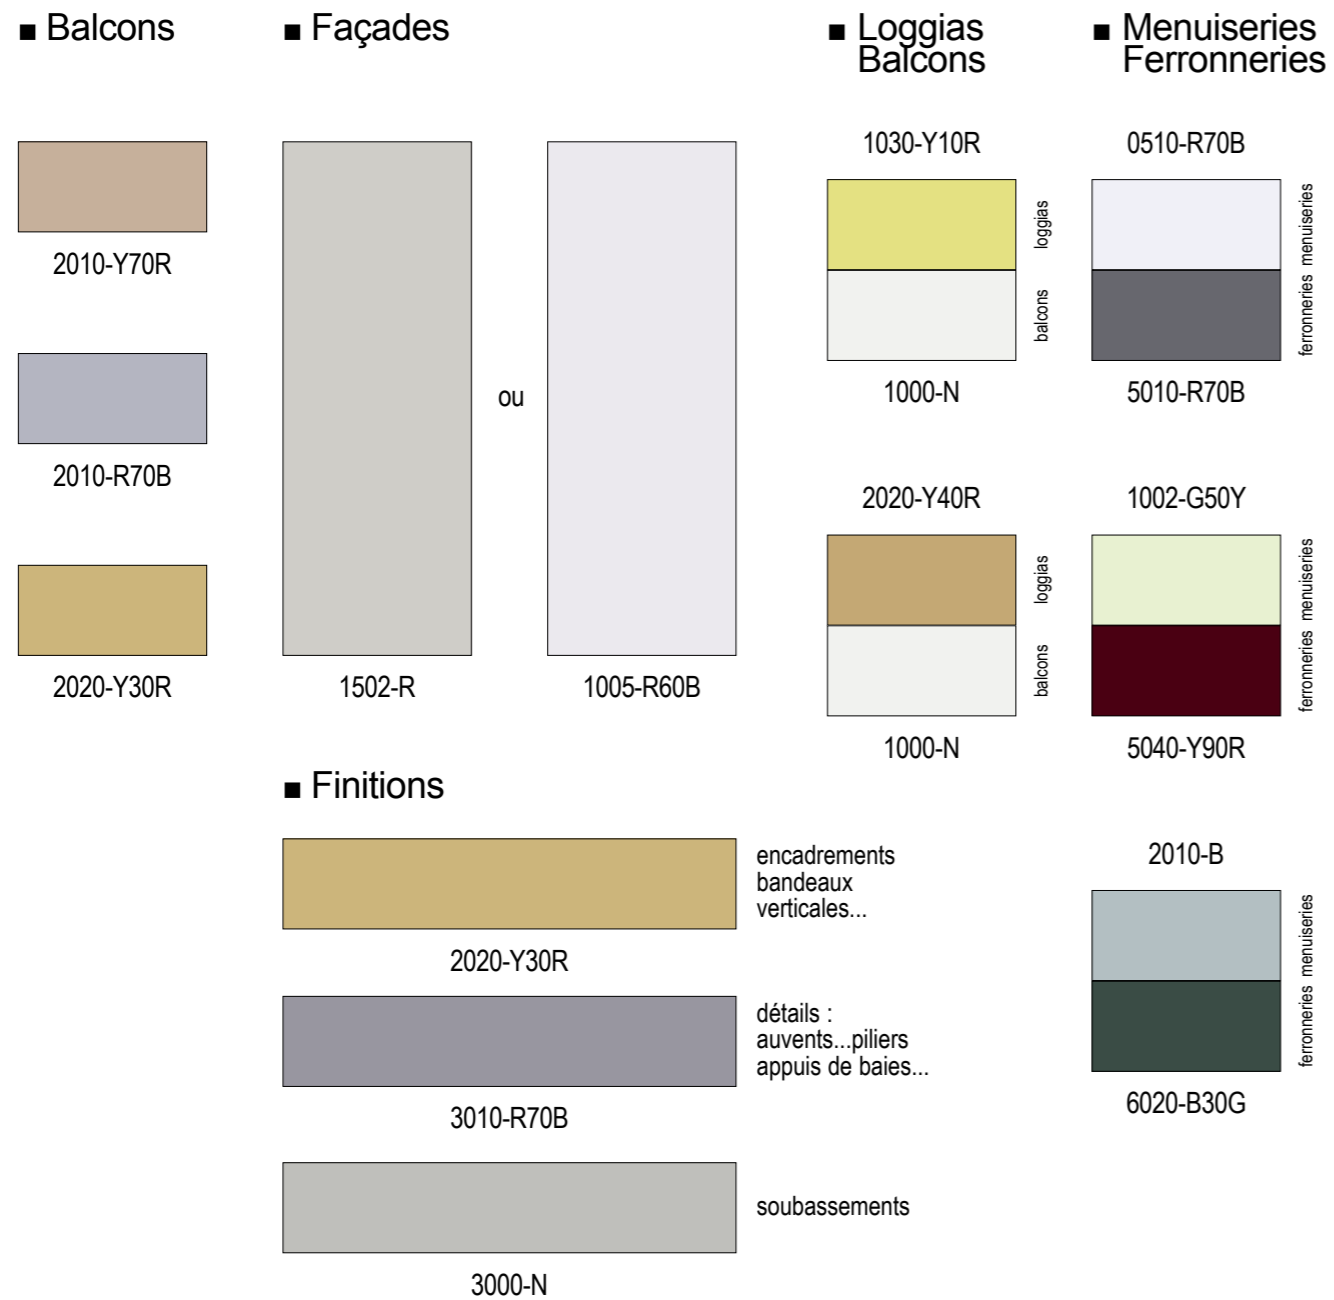 ■ Balcons
2010-Y70R
2010-R70B
2020-Y30R
■ Façades
ou
1502-R
1005-R60B
■ Finitions
2020-Y30R
encadrements
bandeaux
verticales...
3010-R70B
détails :
auvents...piliers
appuis de baies...
3000-N
soubassements
■ Loggias
Balcons
1030-Y10R
loggias
balcons
1000-N
2020-Y40R
loggias
balcons
1000-N
■ Menuiseries
Ferronneries
0510-R70B
menuiseries
ferronneries
5010-R70B
1002-G50Y
menuiseries
ferronneries
5040-Y90R
2010-B
menuiseries
ferronneries
6020-B30G